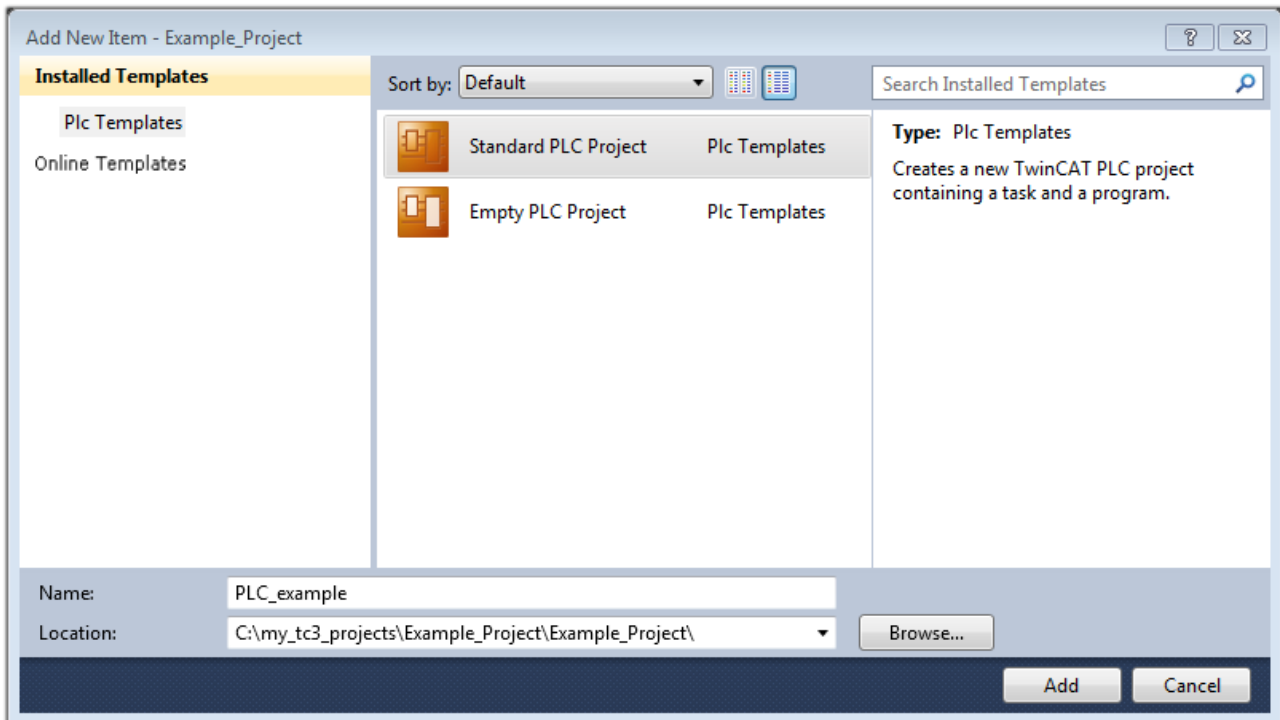 Add New Item - Example_Project
Installed Templates
Plc Templates
Online Templates
Sort by: Default
Standard PLC Project Plc Templates
Empty PLC Project Plc Templates
Search Installed Templates
Type: Plc Templates
Creates a new TwinCAT PLC project
containing a task and a program.
Name: PLC_example
Location: C:\my_tc3_projects\Example_Project\Example_Project\
Browse...
Add Cancel